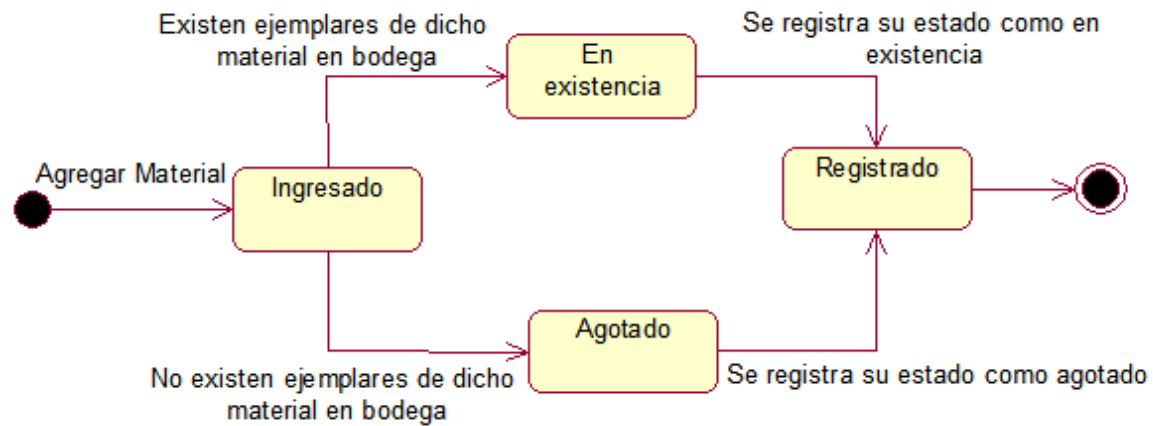 Existen ejemplares de dicho
material en bodega
En
existencia
Se registra su estado como en
existencia
Agregar Material
Ingresado
Registrado
Agotado
No existen ejemplares de dicho
material en bodega
Se registra su estado como agotado